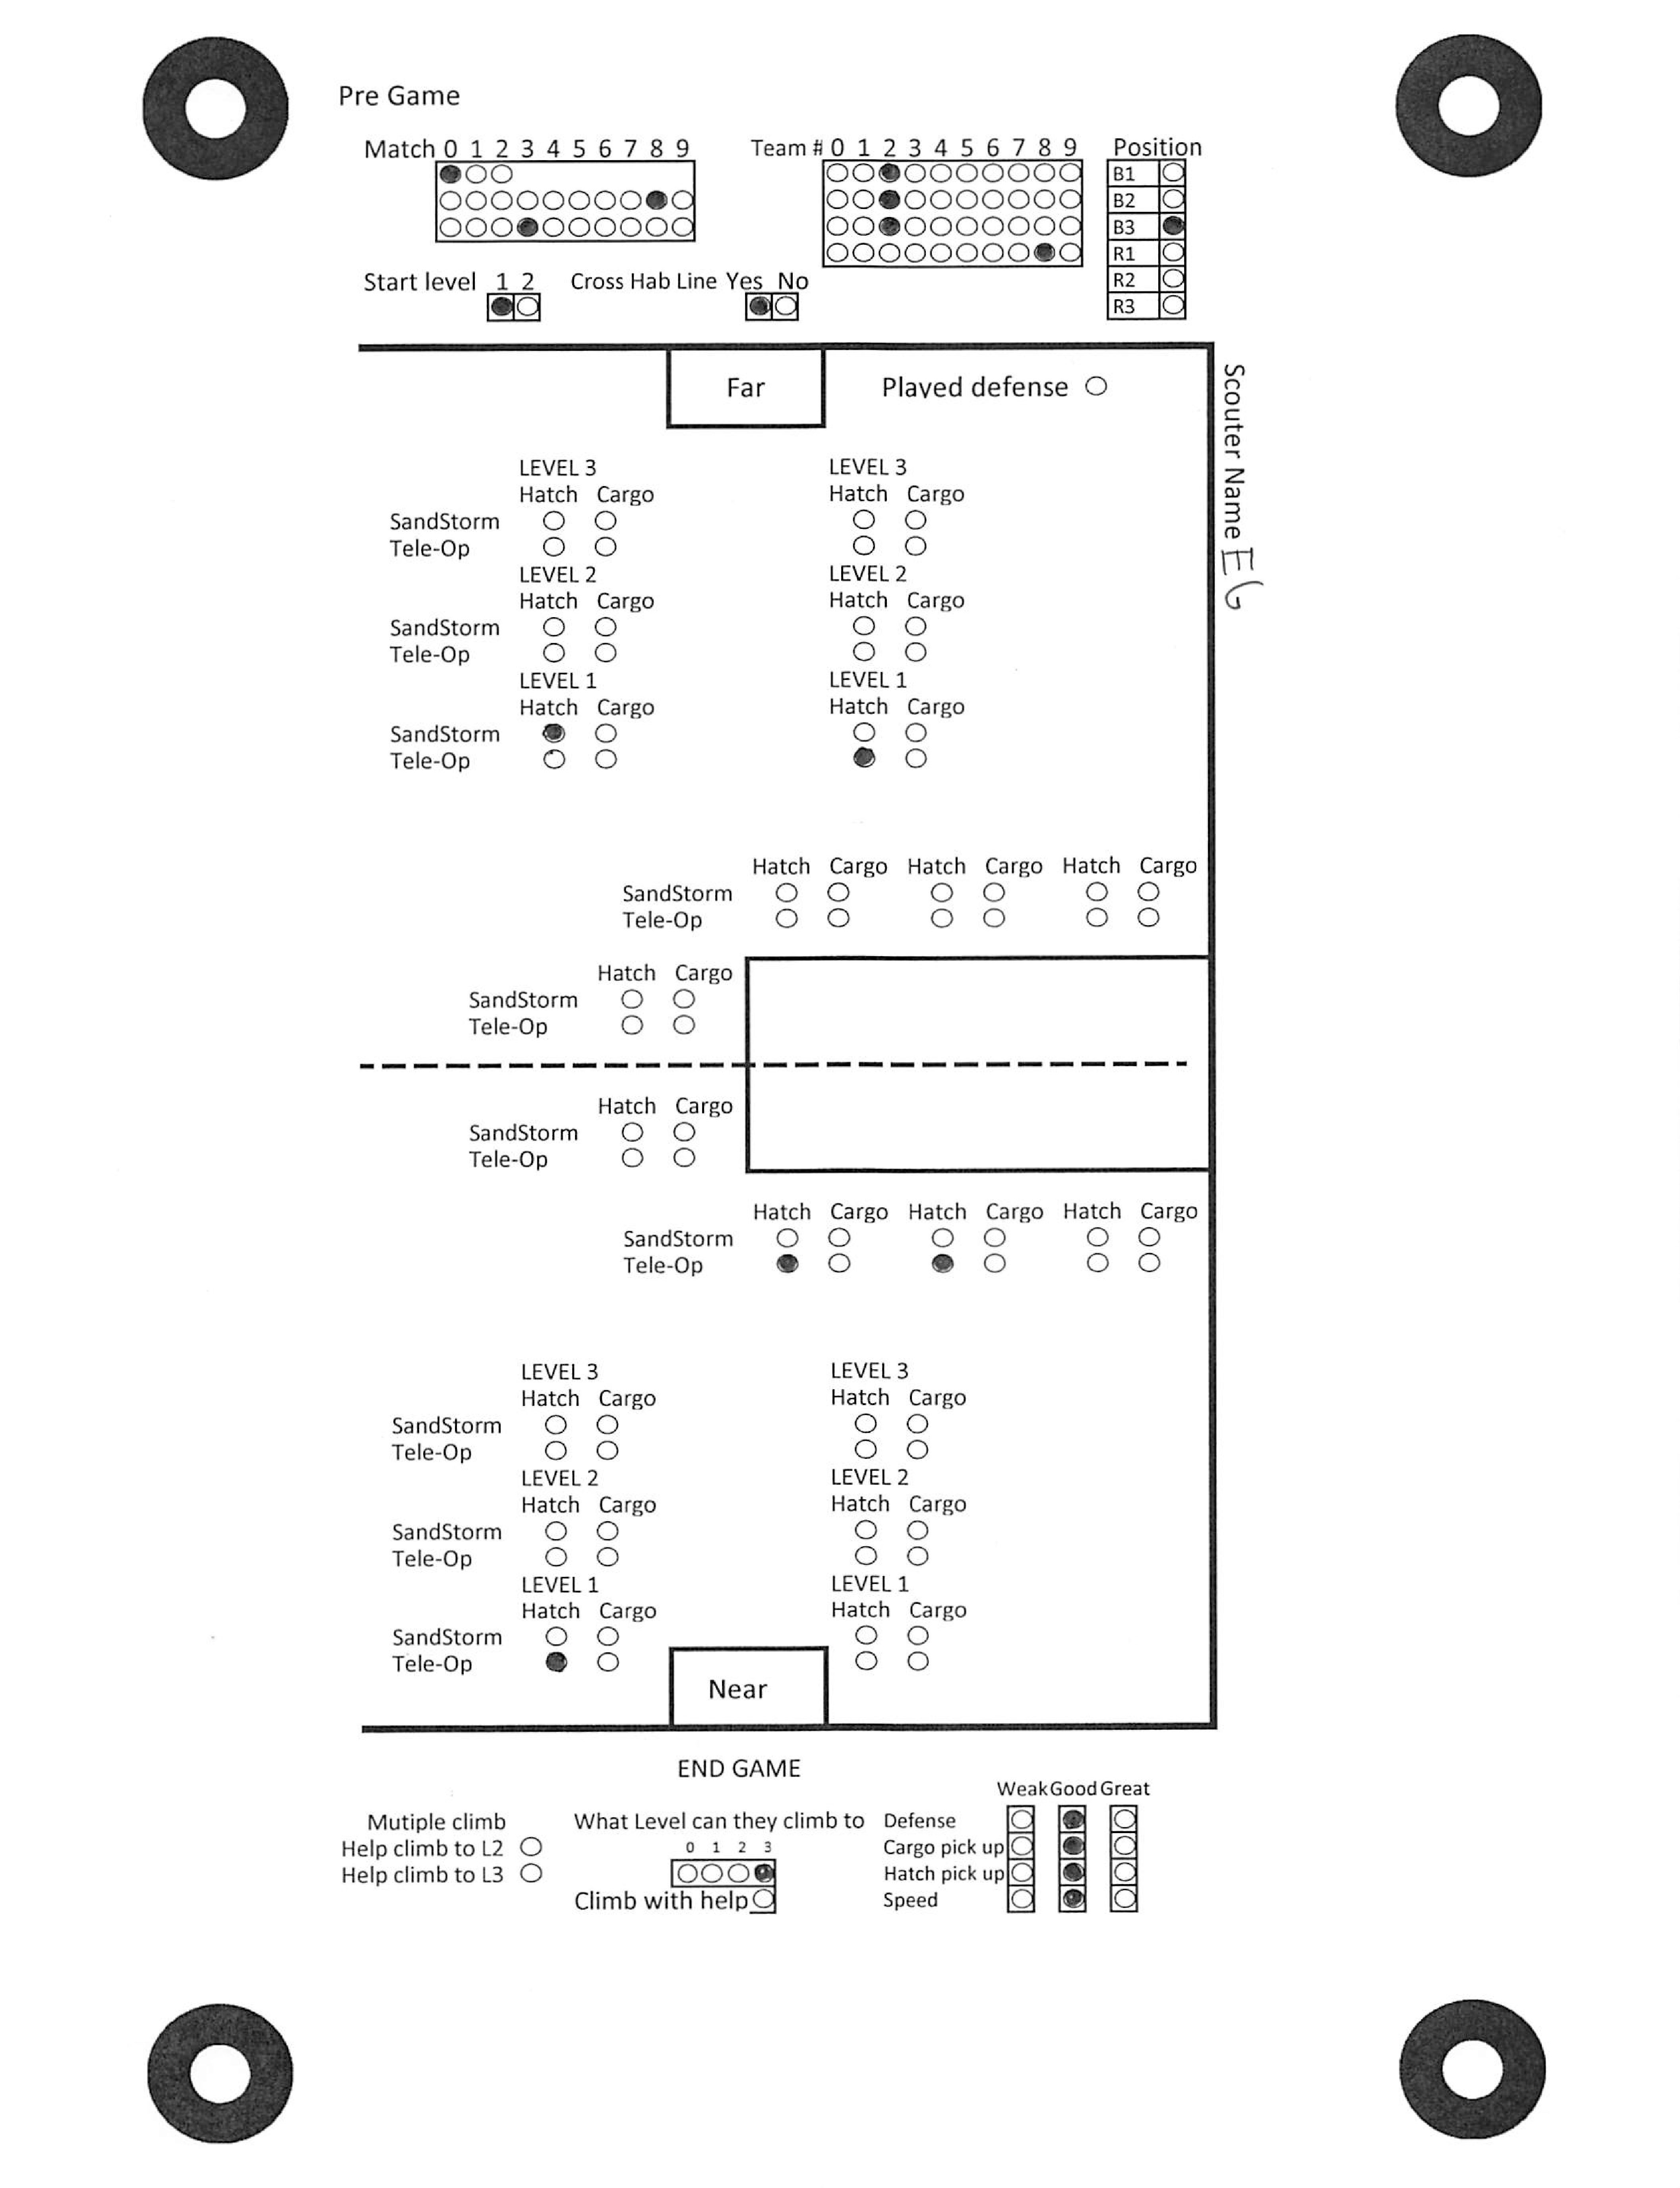 Pre Game
Match 0 1 2 3 4 5 6 7 8 9
Team # 0 1 2 3 4 5 6 7 8 9
Position
B1
B2
B3
R1
R2
R3
Start level 1 2
Cross Hab Line Yes No
Far
Played defense
Scouter Name EG
LEVEL 3 LEVEL 3
Hatch Cargo Hatch Cargo
SandStorm
Tele-Op
LEVEL 2 LEVEL 2
Hatch Cargo Hatch Cargo
SandStorm
Tele-Op
LEVEL 1 LEVEL 1
Hatch Cargo Hatch Cargo
SandStorm
Tele-Op
Hatch Cargo Hatch Cargo Hatch Cargo
SandStorm
Tele-Op
Hatch Cargo
SandStorm
Tele-Op
Hatch Cargo
SandStorm
Tele-Op
Hatch Cargo Hatch Cargo Hatch Cargo
SandStorm
Tele-Op
LEVEL 3 LEVEL 3
Hatch Cargo Hatch Cargo
SandStorm
Tele-Op
LEVEL 2 LEVEL 2
Hatch Cargo Hatch Cargo
SandStorm
Tele-Op
LEVEL 1 LEVEL 1
Hatch Cargo Hatch Cargo
SandStorm
Tele-Op
Near
END GAME
Mutiple climb
Help climb to L2
Help climb to L3
What Level can they climb to
0 1 2 3
Climb with help
Weak Good Great
Defense
Cargo pick up
Hatch pick up
Speed